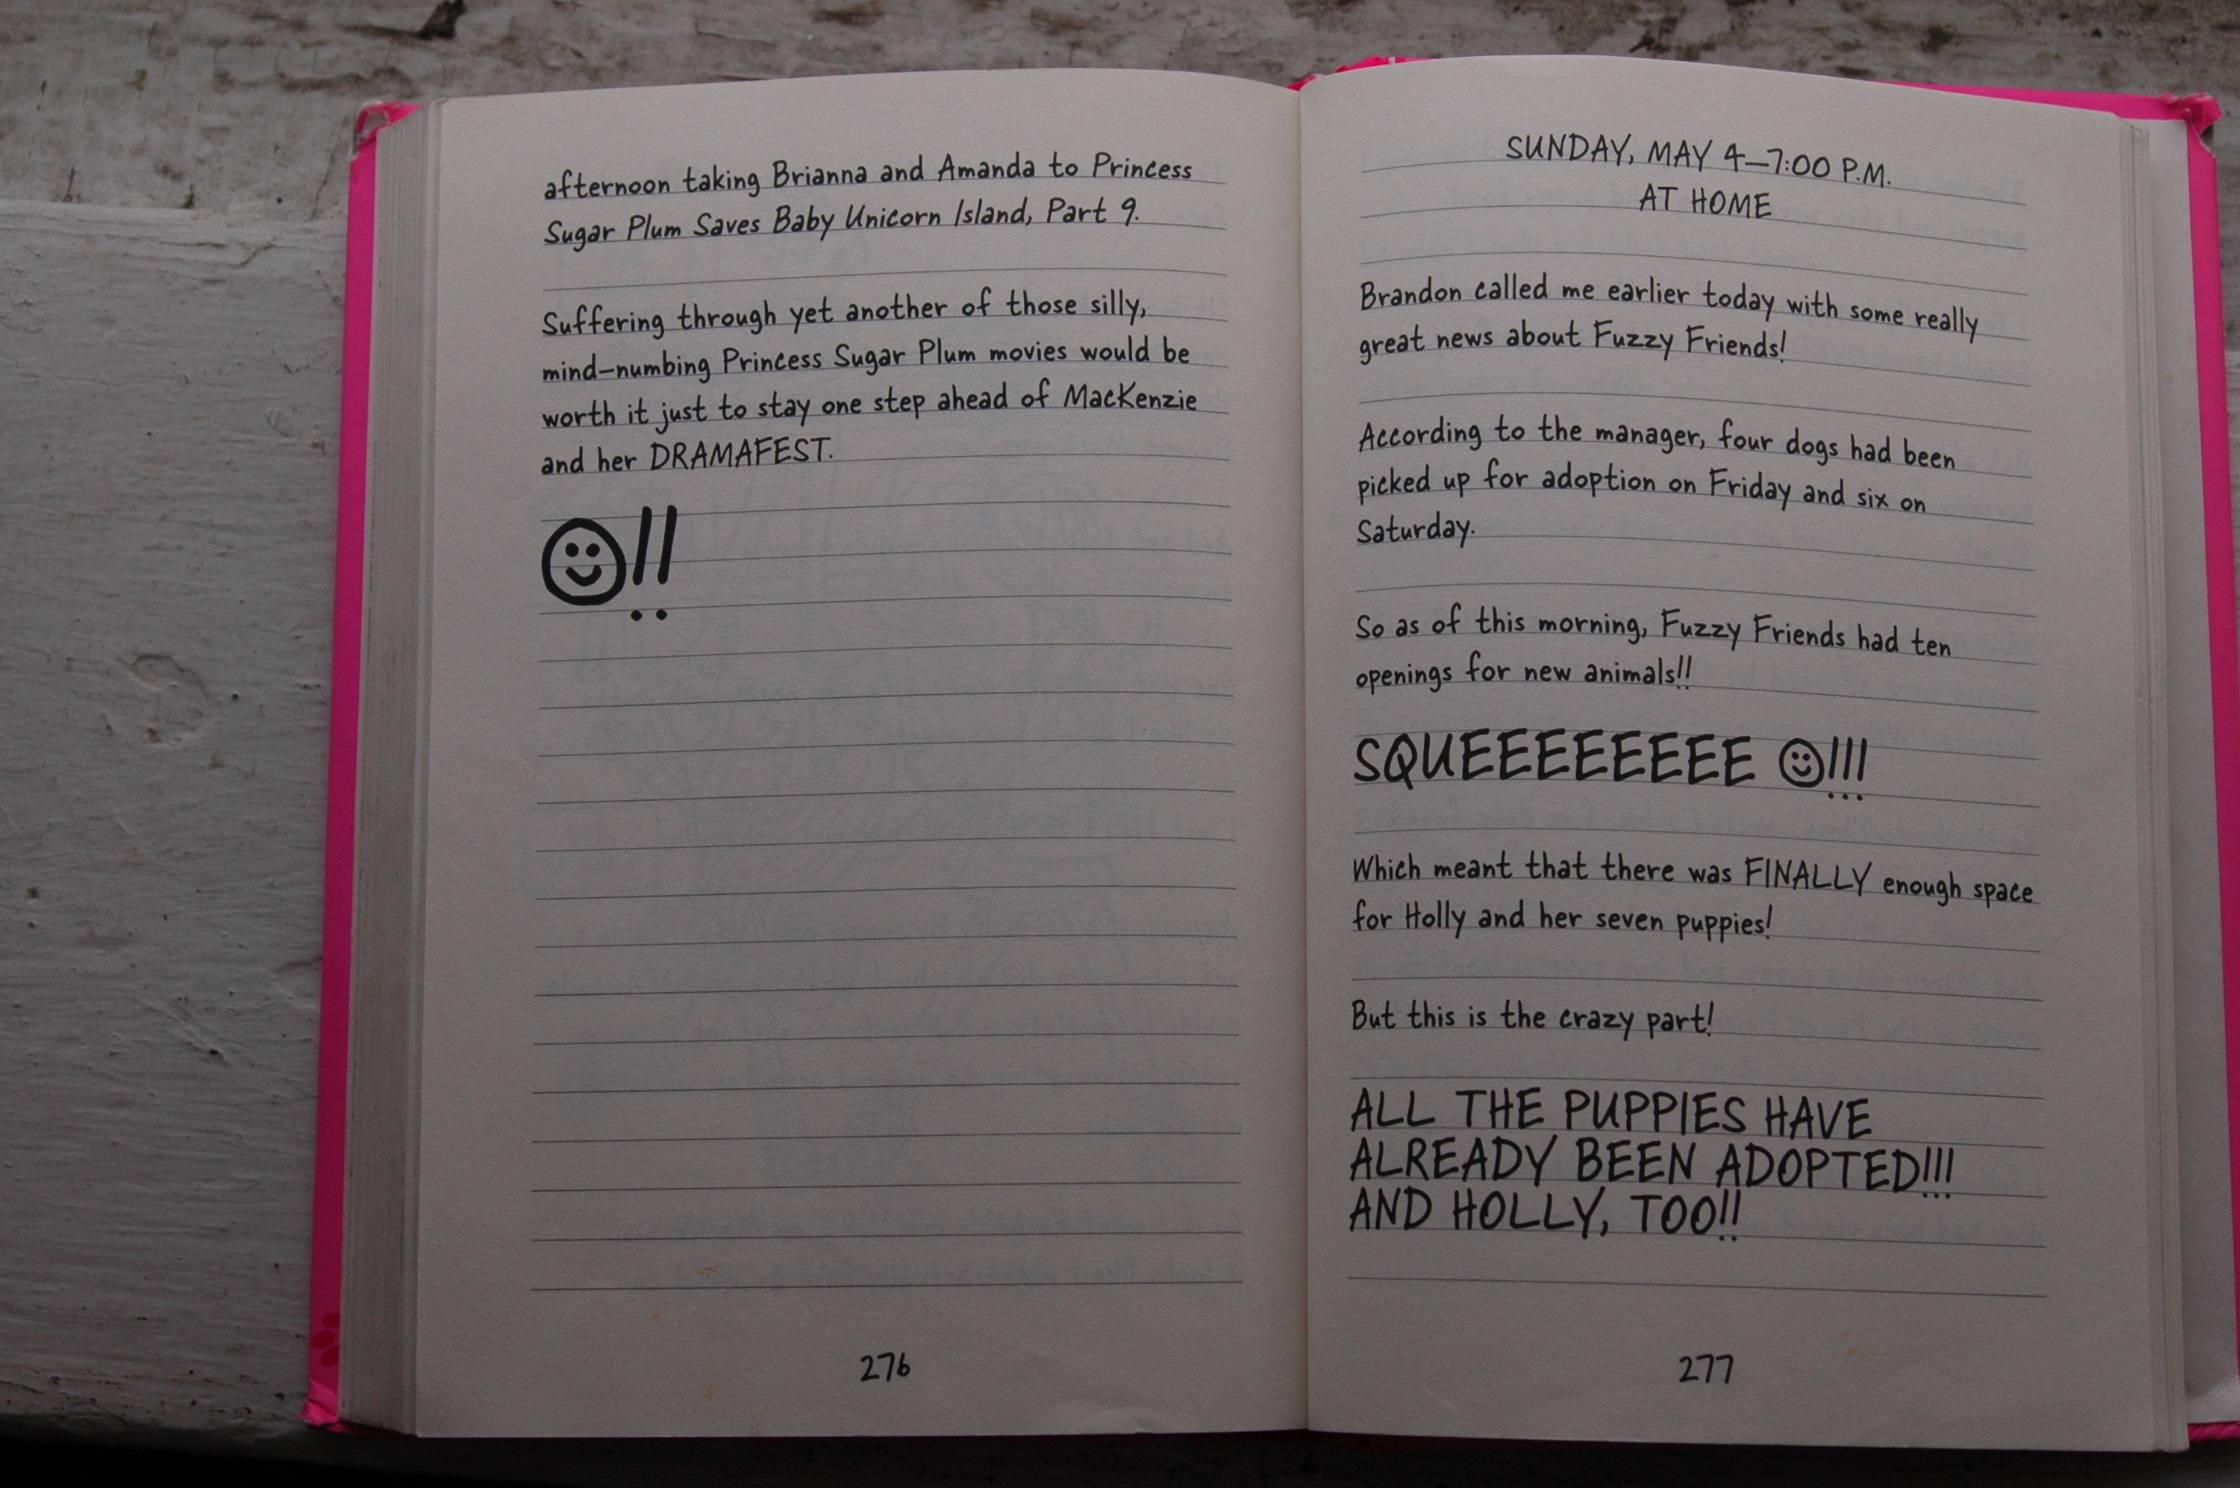 afternoon taking Brianna and Amanda to Princess
Sugar Plum Saves Baby Unicorn Island, Part 9.
Suffering through yet another of those silly,
mind-numbing Princess Sugar Plum movies would be
worth it just to stay one step ahead of MacKenzie
and her DRAMAFEST.
☺!!
276
SUNDAY, MAY 4—7:00 P.M.
AT HOME
Brandon called me earlier today with some really
great news about Fuzzy Friends!
According to the manager, four dogs had been
picked up for adoption on Friday and six on
Saturday.
So as of this morning, Fuzzy Friends had ten
openings for new animals!!
SQUEEEEEEEEE ☺!!!
Which meant that there was FINALLY enough space
for Holly and her seven puppies!
But this is the crazy part!
ALL THE PUPPIES HAVE
ALREADY BEEN ADOPTED!!!
AND HOLLY, TOO!!
277